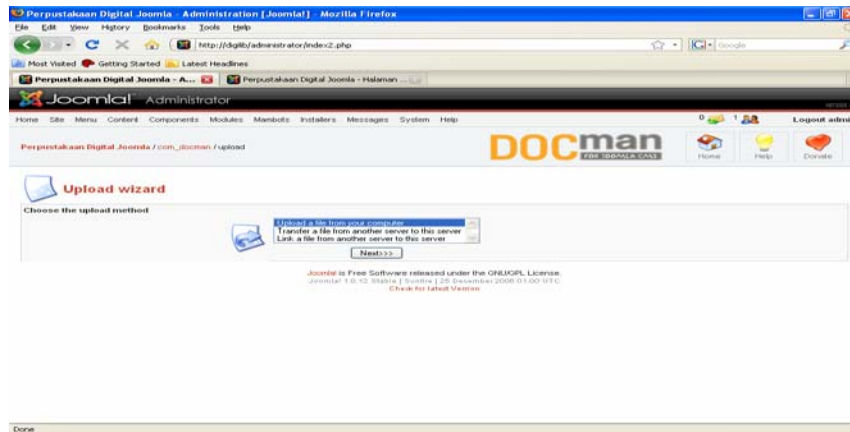 Perpustakaan Digital Joomla - Administration [Joomla!] - Mozilla Firefox
File Edit View History Bookmarks Tools Help
http://digilib/administrator/index2.php
Google
Most Visited Getting Started Latest Headlines
Perpustakaan Digital Joomla - A... Perpustakaan Digital Joomla - Halaman ...
Joomla! Administrator
Home Site Menu Content Components Modules Mambots Installers Messages System Help 0 1 Logout admi
Perpustakaan Digital Joomla / com_docman / upload
DOCman
FOR JOOMLA CMS
Home Help Donate
Upload wizard
Choose the upload method
Upload a file from your computer
Transfer a file from another server to this server
Link a file from another server to this server
Next>>>
Joomla! is Free Software released under the GNU/GPL License.
Joomla! 1.0.12 Stable [ Sunfire ] 25 December 2006 01:00 UTC
Check for latest Version
Done